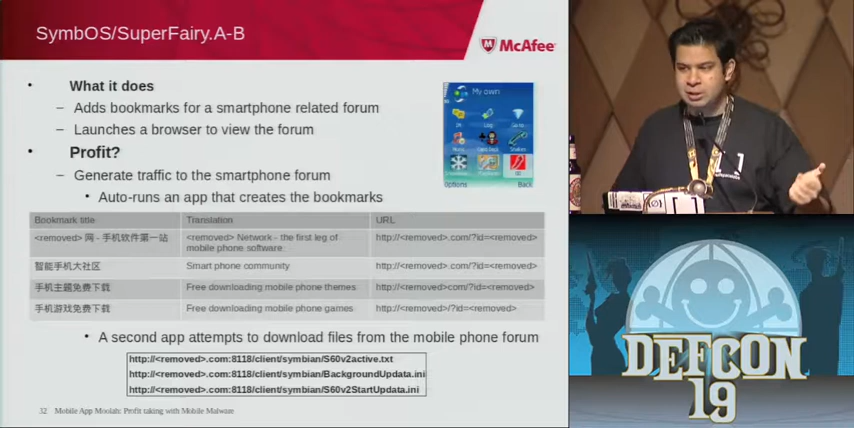 SymbOS/SuperFairy.A-B
McAfee
• What it does
– Adds bookmarks for a smartphone related forum
– Launches a browser to view the forum
• Profit?
– Generate traffic to the smartphone forum
• Auto-runs an app that creates the bookmarks
My own
Options Back
Bookmark title Translation URL
<removed> 网 - 手机软件第一站 <removed> Network - the first leg of http://<removed>.com/?id=<removed>
mobile phone software
智能手机大社区 Smart phone community http://<removed>.com/?id=<removed>
手机主题免费下载 Free downloading mobile phone themes http://<removed>com/?id=<removed>
手机游戏免费下载 Free downloading mobile phone games http://<removed>/?id=<removed>
• A second app attempts to download files from the mobile phone forum
http://<removed>.com:8118/client/symbian/S60v2active.txt
http://<removed>.com:8118/client/symbian/BackgroundUpdata.ini
http://<removed>.com:8118/client/symbian/S60v2StartUpdata.ini
32 Mobile App Moolah: Profit taking with Mobile Malware
DEFCON
19